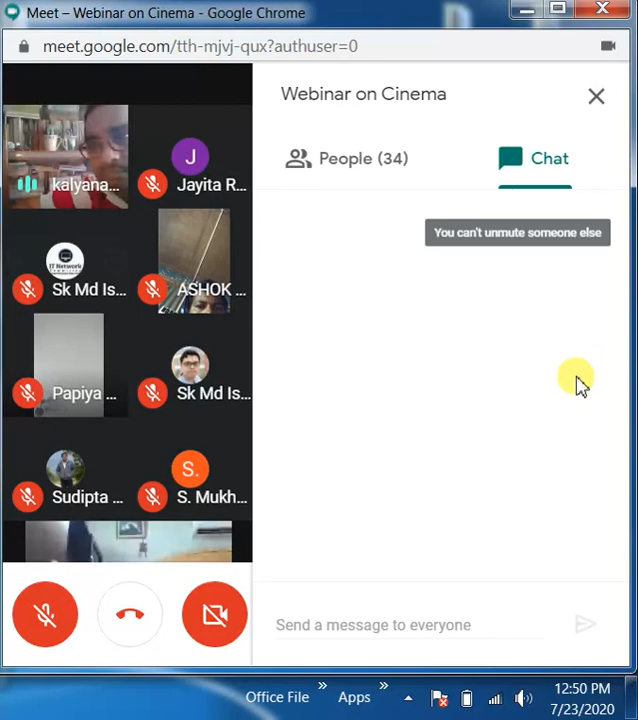 Meet – Webinar on Cinema - Google Chrome
meet.google.com/tth-mjvj-qux?authuser=0
Webinar on Cinema
People (34)
Chat
You can't unmute someone else
kalyana...
J
Jayita R...
IT Network
Sk Md Is...
ASHOK ...
Papiya ...
Sk Md Is...
Sudipta ...
S.
S. Mukh...
Send a message to everyone
Office File
»
Apps
»
12:50 PM
7/23/2020